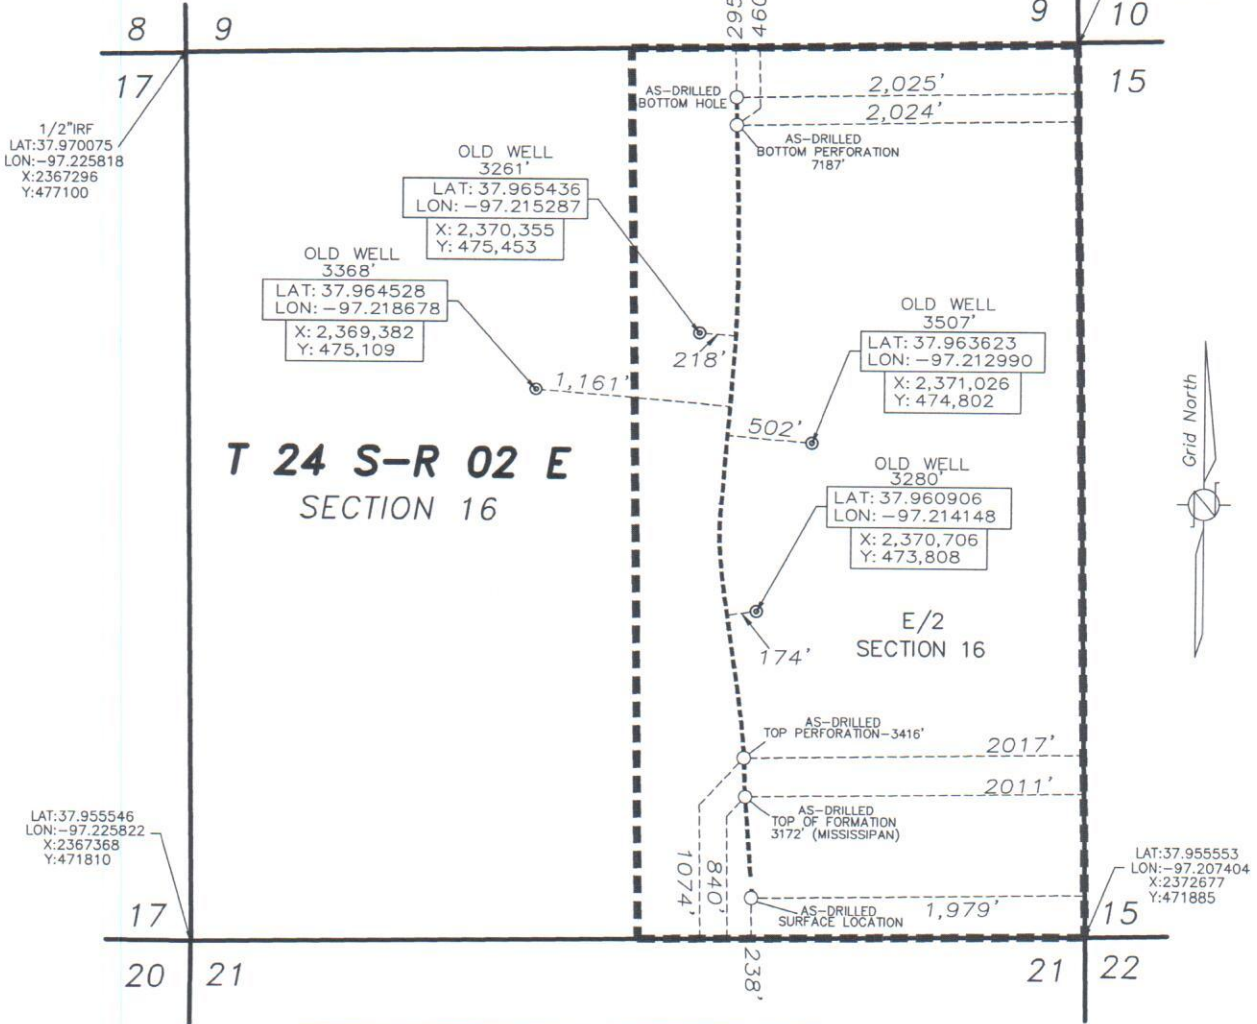 8
9
295
460
9
10
17
15
1/2"IRF
LAT:37.970075
LON:-97.225818
X:2367296
Y:477100
AS-DRILLED
BOTTOM HOLE
2,025'
2,024'
AS-DRILLED
BOTTOM PERFORATION
7187'
OLD WELL
3261'
LAT: 37.965436
LON: -97.215287
X: 2,370,355
Y: 475,453
OLD WELL
3368'
LAT: 37.964528
LON: -97.218678
X: 2,369,382
Y: 475,109
218'
1,161'
OLD WELL
3507'
LAT: 37.963623
LON: -97.212990
X: 2,371,026
Y: 474,802
502'
Grid North
N
T 24 S-R 02 E
SECTION 16
OLD WELL
3280'
LAT: 37.960906
LON: -97.214148
X: 2,370,706
Y: 473,808
174'
E/2
SECTION 16
AS-DRILLED
TOP PERFORATION-3416'
2017'
2011'
AS-DRILLED
TOP OF FORMATION
3172' (MISSISSIPAN)
1074'
840'
LAT:37.955546
LON:-97.225822
X:2367368
Y:471810
LAT:37.955553
LON:-97.207404
X:2372677
Y:471885
AS-DRILLED
SURFACE LOCATION
1,979'
17
15
238'
20
21
21
22